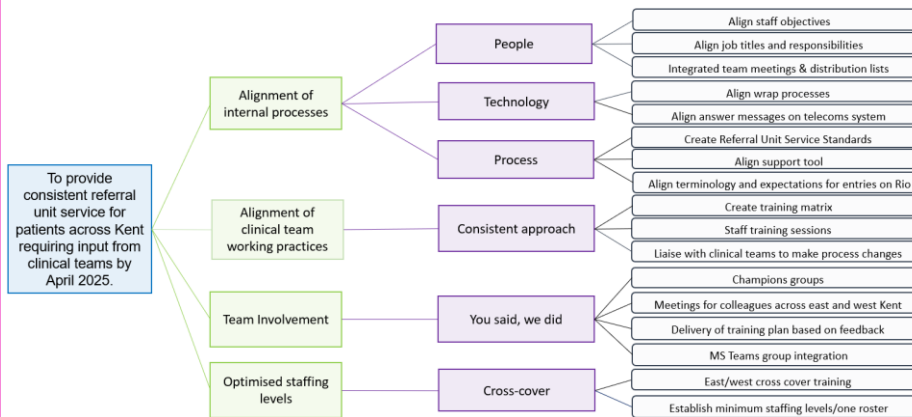 To provide
consistent referral
unit service for
patients across Kent
requiring input from
clinical teams by
April 2025.
Alignment of
internal processes
Alignment of
clinical team
working practices
Team Involvement
Optimised staffing
levels
People
Technology
Process
Consistent approach
You said, we did
Cross-cover
Align staff objectives
Align job titles and responsibilities
Integrated team meetings & distribution lists
Align wrap processes
Align answer messages on telecoms system
Create Referral Unit Service Standards
Align support tool
Align terminology and expectations for entries on Rio
Create training matrix
Staff training sessions
Liaise with clinical teams to make process changes
Champions groups
Meetings for colleagues across east and west Kent
Delivery of training plan based on feedback
MS Teams group integration
East/west cross cover training
Establish minimum staffing levels/one roster